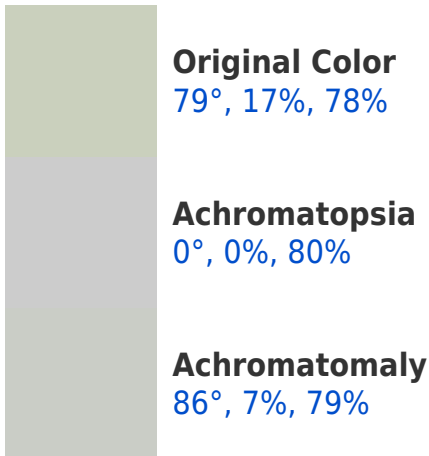 Original Color
79°, 17%, 78%
Achromatopsia
0°, 0%, 80%
Achromatomaly
86°, 7%, 79%